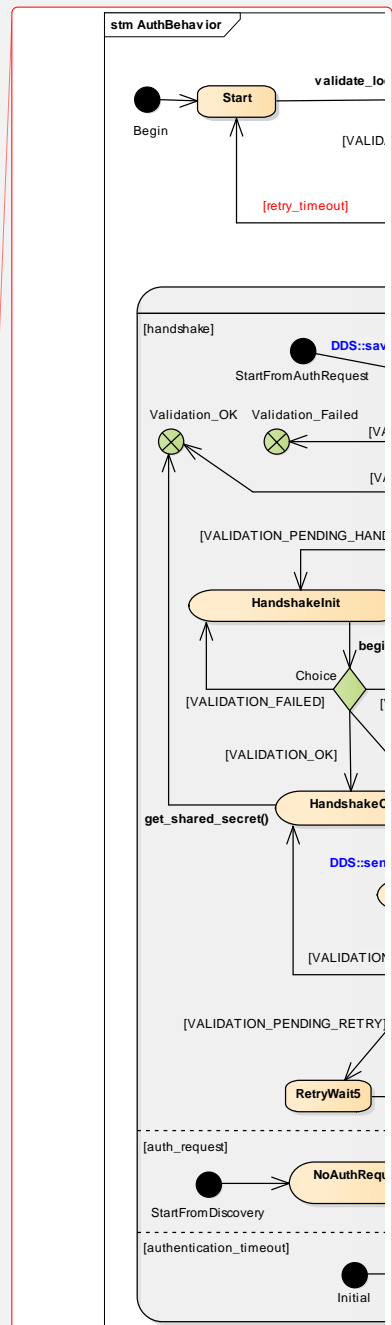 stm AuthBehavior
validate_lo
Start
Begin
[VALID
[retry_timeout]
[handshake]
DDS::sav
StartFromAuthRequest
Validation_OK
Validation_Failed
[VA
[VA
[VALIDATION_PENDING_HAND
HandshakeInit
begi
Choice
[VALIDATION_FAILED]
[VALIDATION_OK]
HandshakeC
get_shared_secret()
DDS::sen
[VALIDATION
[VALIDATION_PENDING_RETRY]
RetryWait5
[auth_request]
NoAuthRequ
StartFromDiscovery
[authentication_timeout]
Initial